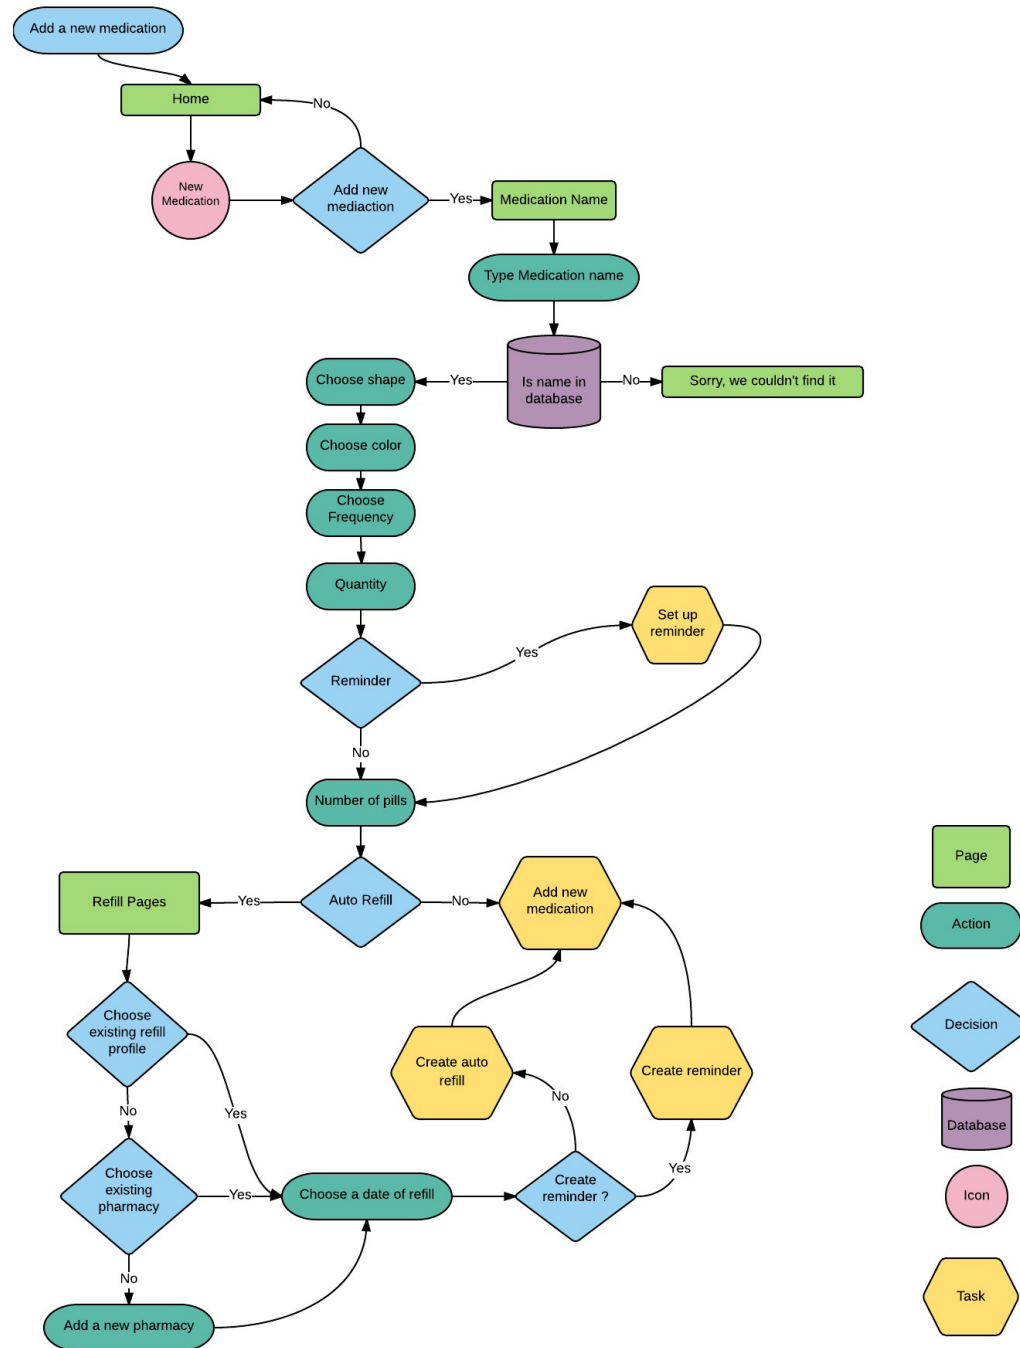 Add a new medication
Home
No
New
Medication
Add new
mediaction
Yes
Medication Name
Type Medication name
Is name in
database
Yes
No
Choose shape
Sorry, we couldn't find it
Choose color
Choose
Frequency
Quantity
Set up
reminder
Reminder
Yes
No
Number of pills
Page
Refill Pages
Yes
Auto Refill
No
Add new
medication
Action
Choose
existing refill
profile
Decision
Create auto
refill
Create reminder
No
Yes
No
Database
Choose
existing
pharmacy
Yes
Choose a date of refill
Create
reminder ?
Yes
Icon
No
Add a new pharmacy
Task